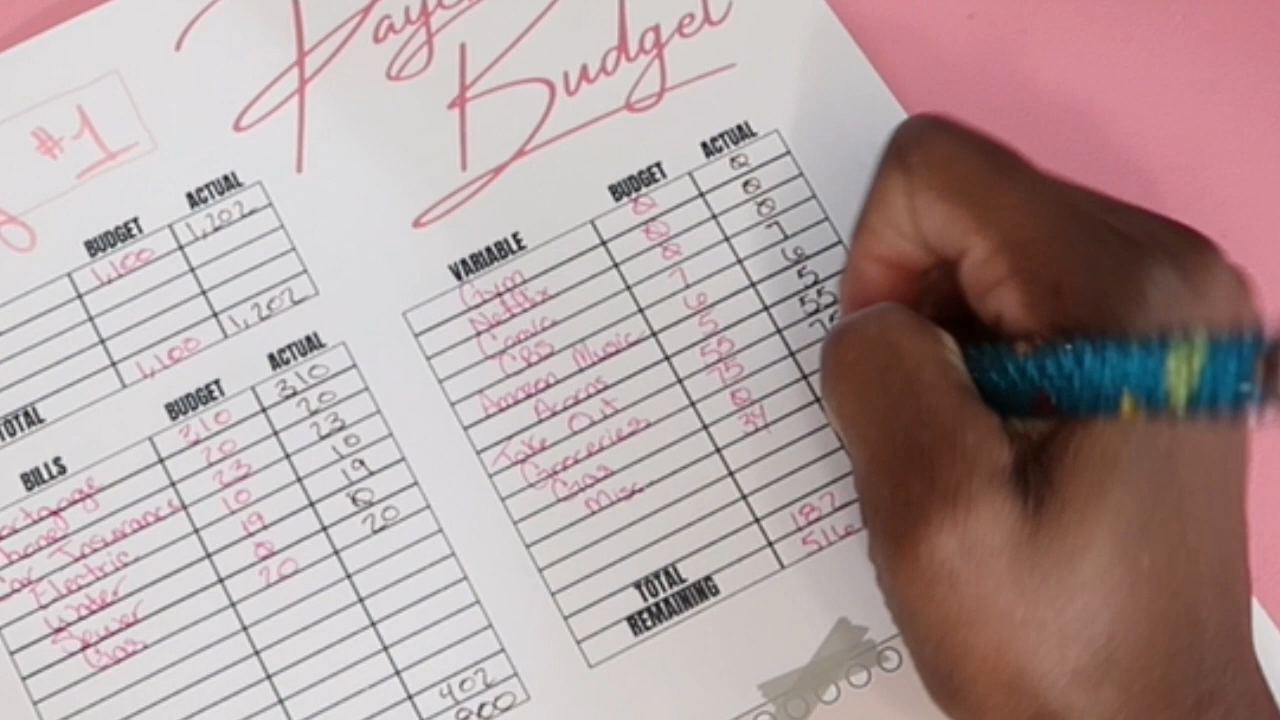 Budget
#1
BUDGET ACTUAL
1,100 1,202
TOTAL 1,100 1,202
BILLS BUDGET ACTUAL
310 310
20 20
Car Insurance 23 23
Electric 10 10
Water 19 19
Sewer 0 0
Gas 20 20
402
800
VARIABLE BUDGET ACTUAL
Gym 0 0
Netflix 0 0
Canva 0 0
CBS 7 7
Amazon Music 6 6
Acorns 5 5
Take Out 55 55
Groceries 75
Gas 0
Misc. 34
TOTAL 182
REMAINING 516